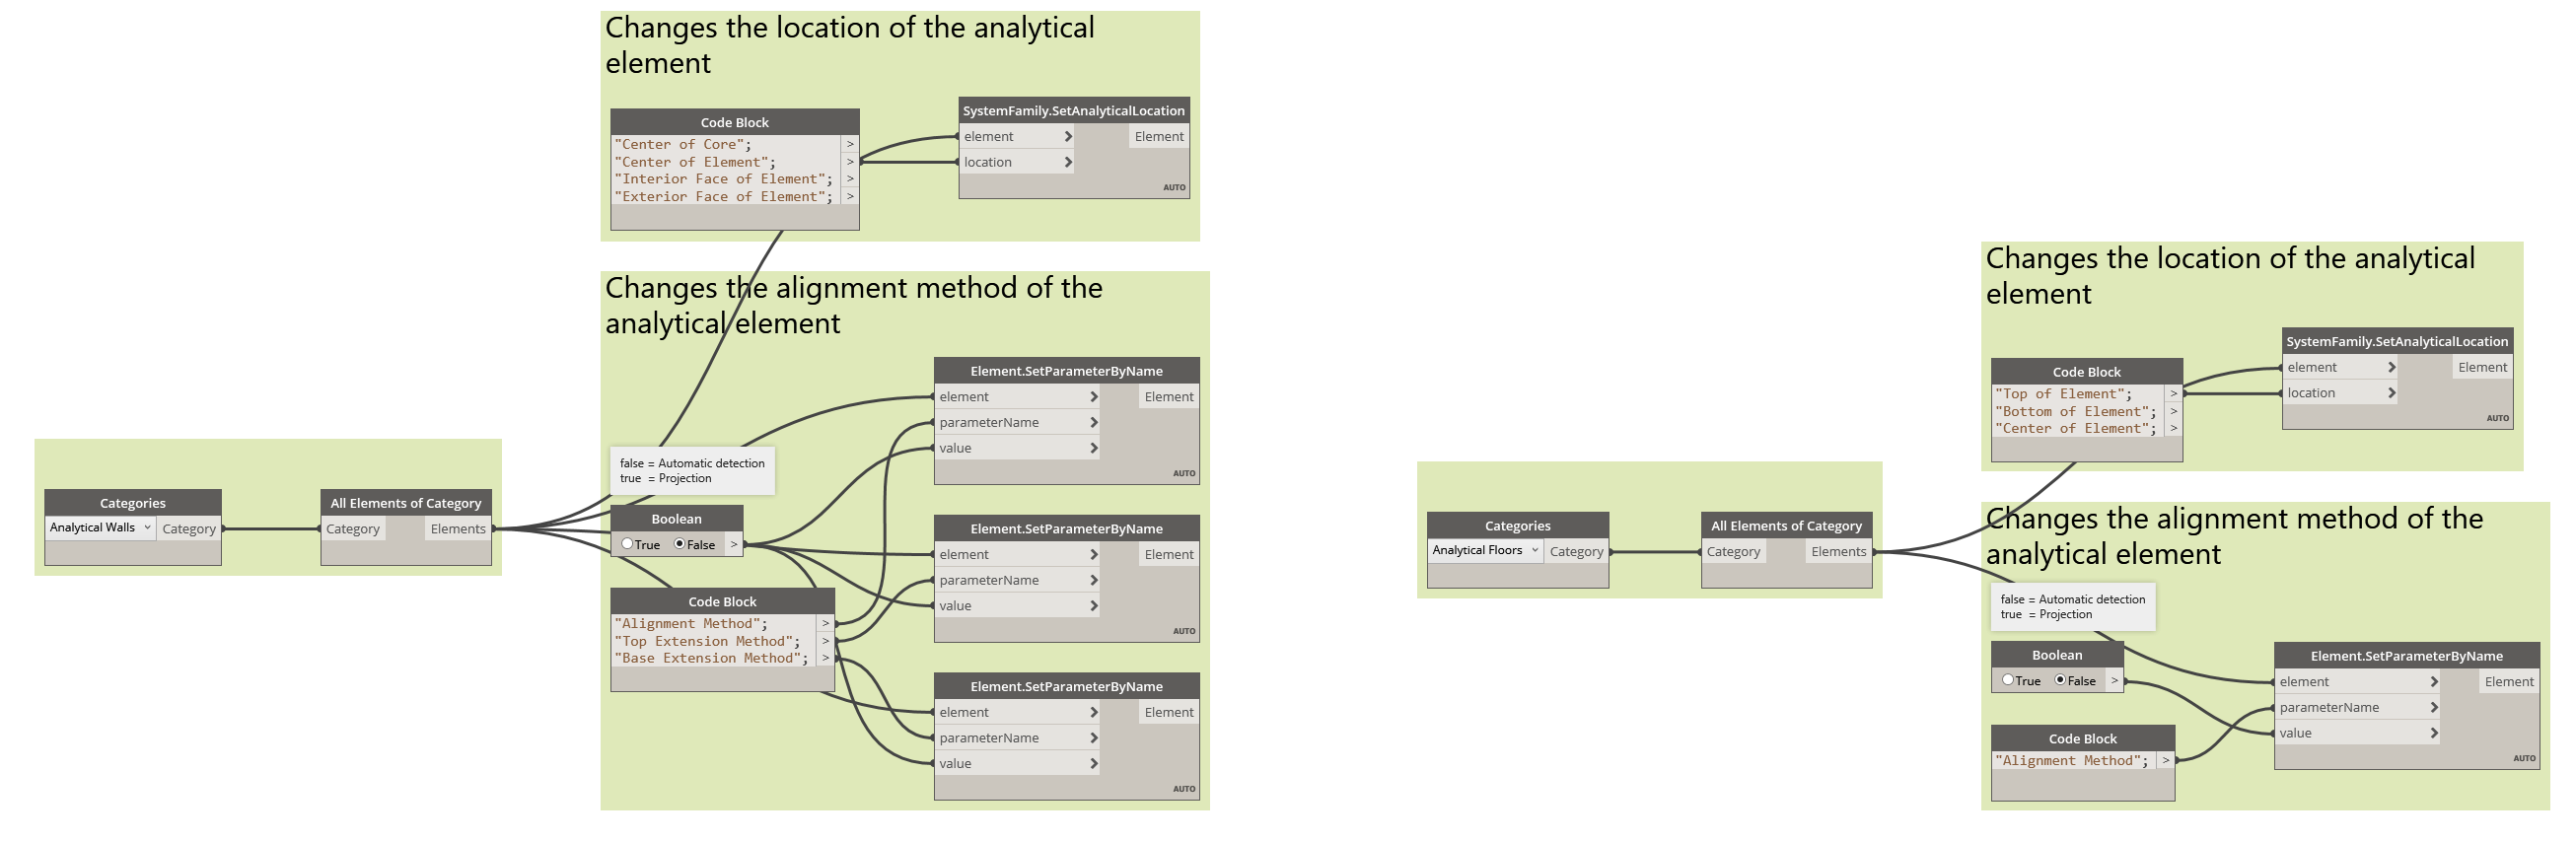 Changes the location of the analytical
element
Code Block
"Center of Core"; >
"Center of Element"; >
"Interior Face of Element"; >
"Exterior Face of Element"; >
SystemFamily.SetAnalyticalLocation
element > Element
location >
AUTO
Changes the alignment method of the
analytical element
Categories
Analytical Walls Category
All Elements of Category
Category Elements
false = Automatic detection
true = Projection
Boolean
True False >
Code Block
"Alignment Method"; >
"Top Extension Method"; >
"Base Extension Method"; >
Element.SetParameterByName
element > Element
parameterName >
value >
AUTO
Element.SetParameterByName
element > Element
parameterName >
value >
AUTO
Element.SetParameterByName
element > Element
parameterName >
value >
AUTO
Categories
Analytical Floors Category
All Elements of Category
Category Elements
Changes the location of the analytical
element
Code Block
"Top of Element"; >
"Bottom of Element"; >
"Center of Element"; >
SystemFamily.SetAnalyticalLocation
element > Element
location >
AUTO
Changes the alignment method of the
analytical element
false = Automatic detection
true = Projection
Boolean
True False >
Code Block
"Alignment Method"; >
Element.SetParameterByName
element > Element
parameterName >
value >
AUTO